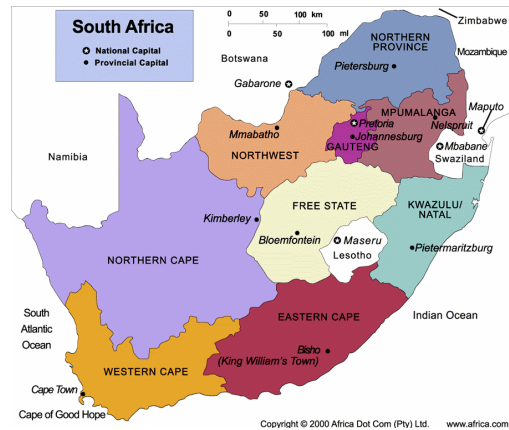 South Africa
National Capital
Provincial Capital
0 50 100 km
0 50 100 mi
Zimbabwe
NORTHERN
PROVINCE
Botswana
Mozambique
Pietersburg
Gabarone
MPUMALANGA
Maputo
Pretoria
Nelspruit
Mmabatho
Johannesburg
GAUTENG
Mbabane
Swaziland
Namibia
NORTHWEST
FREE STATE
KWAZULU/
NATAL
Kimberley
Bloemfontein
Maseru
Lesotho
Pietermaritzburg
NORTHERN CAPE
South
Atlantic
Ocean
EASTERN CAPE
Indian Ocean
Bisho
(King William's Town)
WESTERN CAPE
Cape Town
Cape of Good Hope
Copyright © 2000 Africa Dot Com (Pty) Ltd. www.africa.com